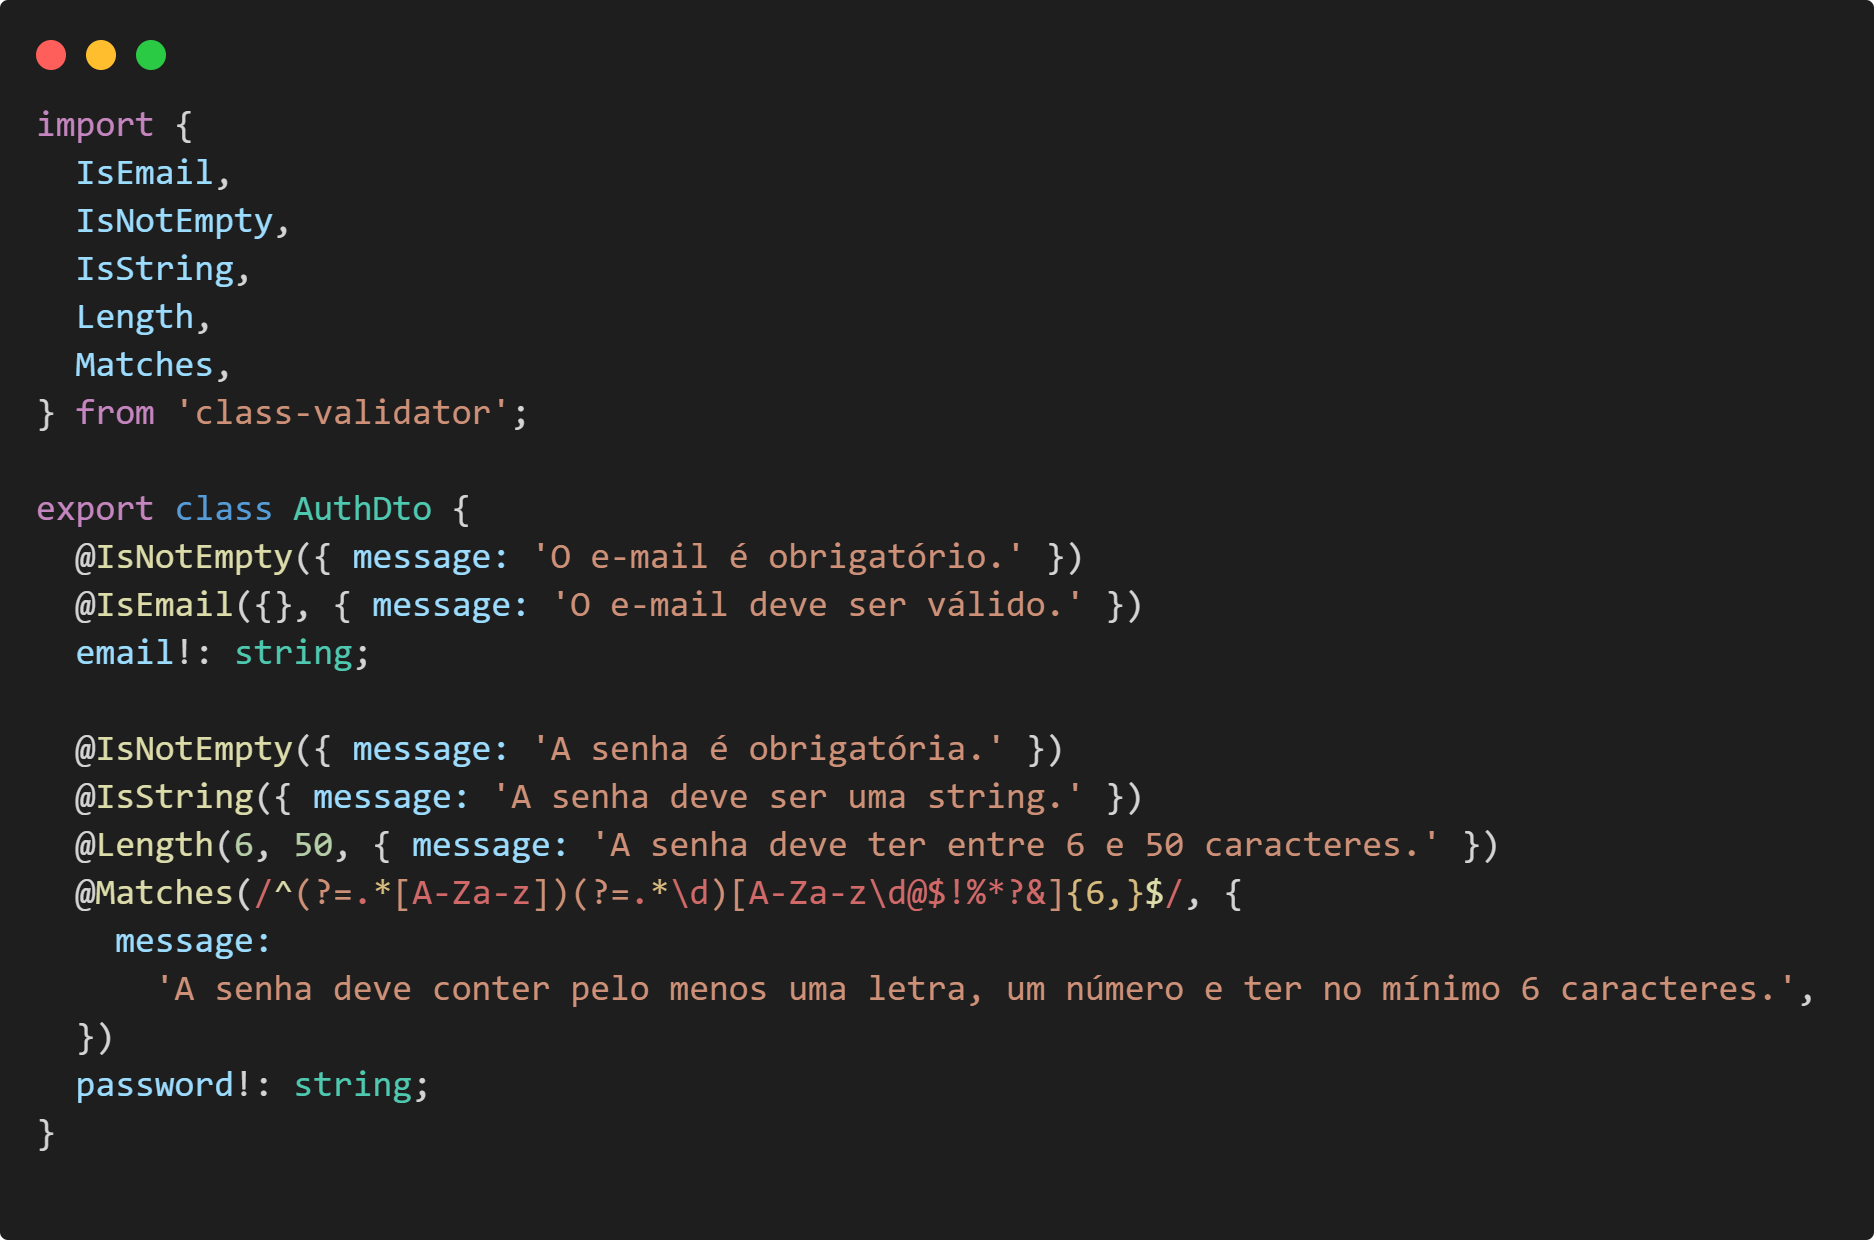 import {
  IsEmail,
  IsNotEmpty,
  IsString,
  Length,
  Matches,
} from 'class-validator';

export class AuthDto {
  @IsNotEmpty({ message: 'O e-mail é obrigatório.' })
  @IsEmail({}, { message: 'O e-mail deve ser válido.' })
  email!: string;

  @IsNotEmpty({ message: 'A senha é obrigatória.' })
  @IsString({ message: 'A senha deve ser uma string.' })
  @Length(6, 50, { message: 'A senha deve ter entre 6 e 50 caracteres.' })
  @Matches(/^(?=.*[A-Za-z])(?=.*\d)[A-Za-z\d@$!%*?&]{6,}$/, {
    message:
      'A senha deve conter pelo menos uma letra, um número e ter no mínimo 6 caracteres.',
  })
  password!: string;
}